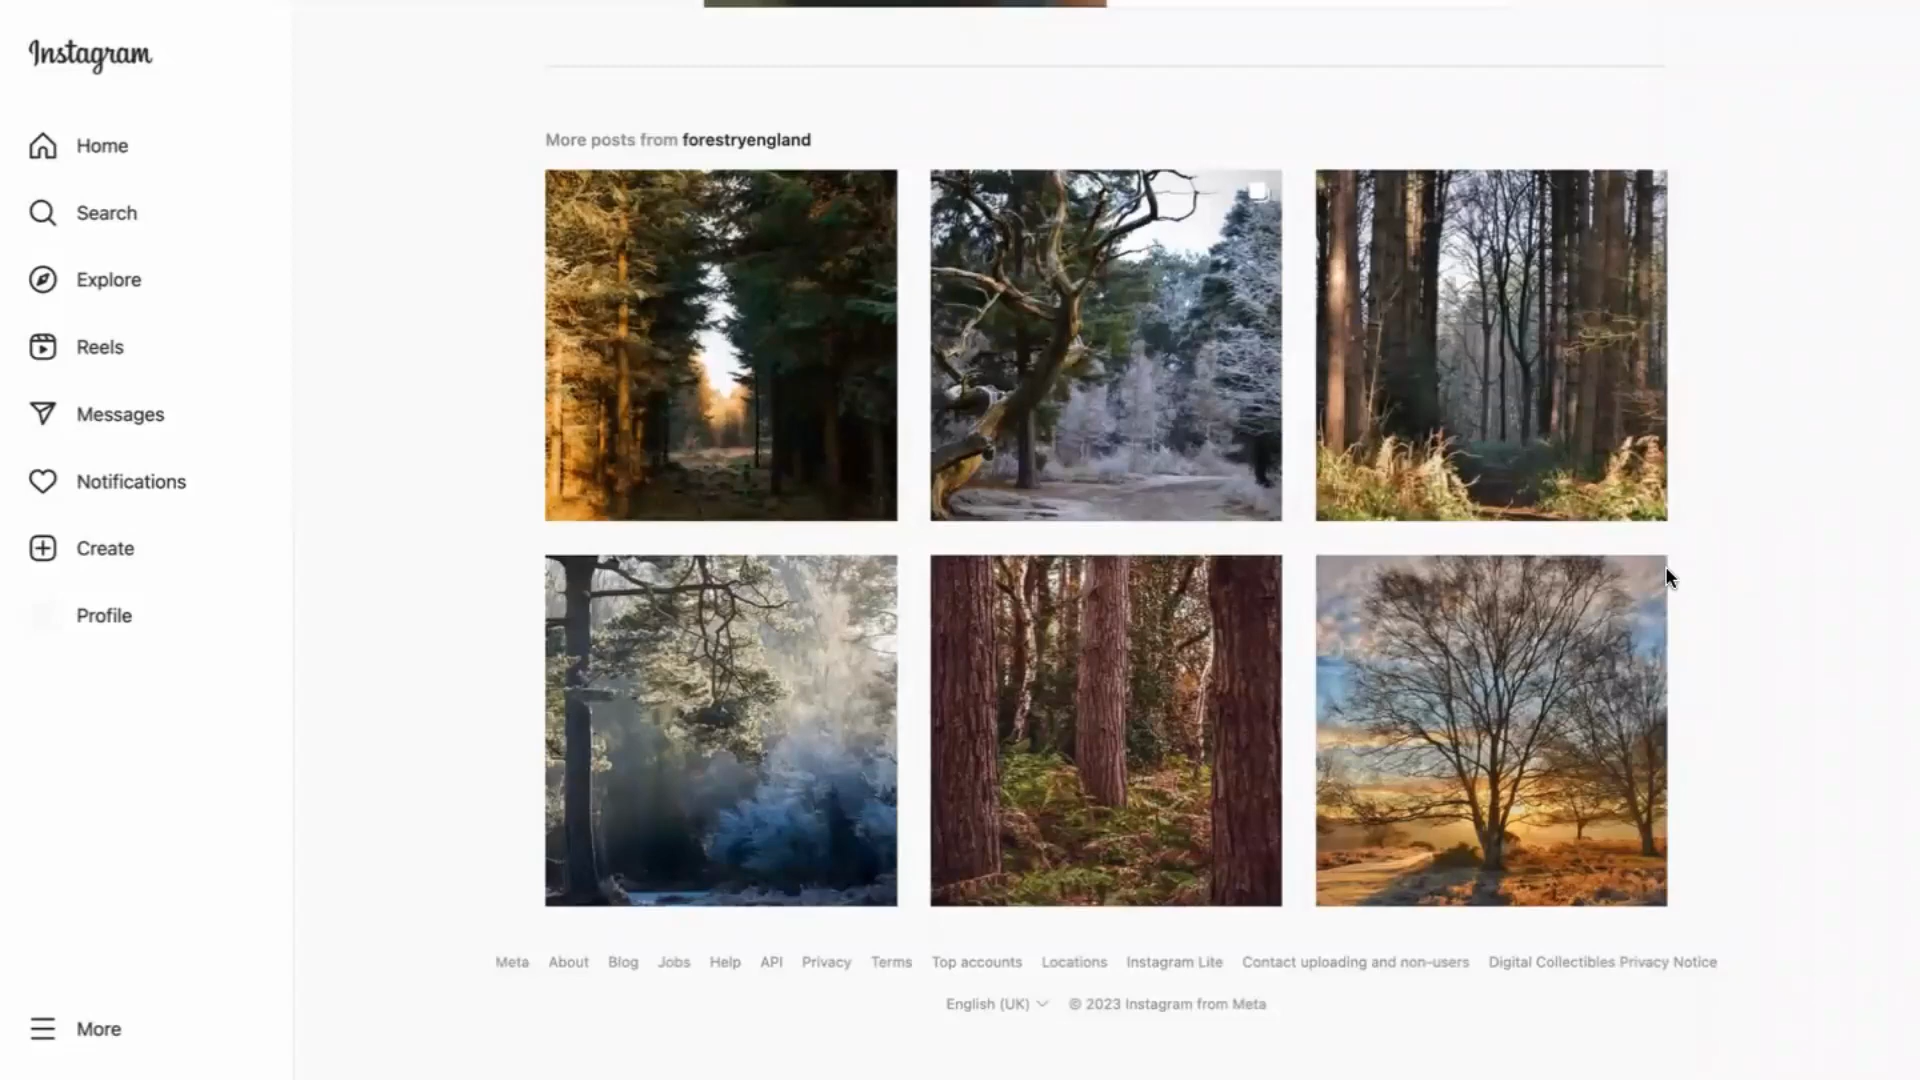 Instagram
Home
Search
Explore
Reels
Messages
Notifications
Create
Profile
More
More posts from forestryengland
Meta About Blog Jobs Help API Privacy Terms Top accounts Locations Instagram Lite Contact uploading and non-users Digital Collectibles Privacy Notice
English (UK) © 2023 Instagram from Meta